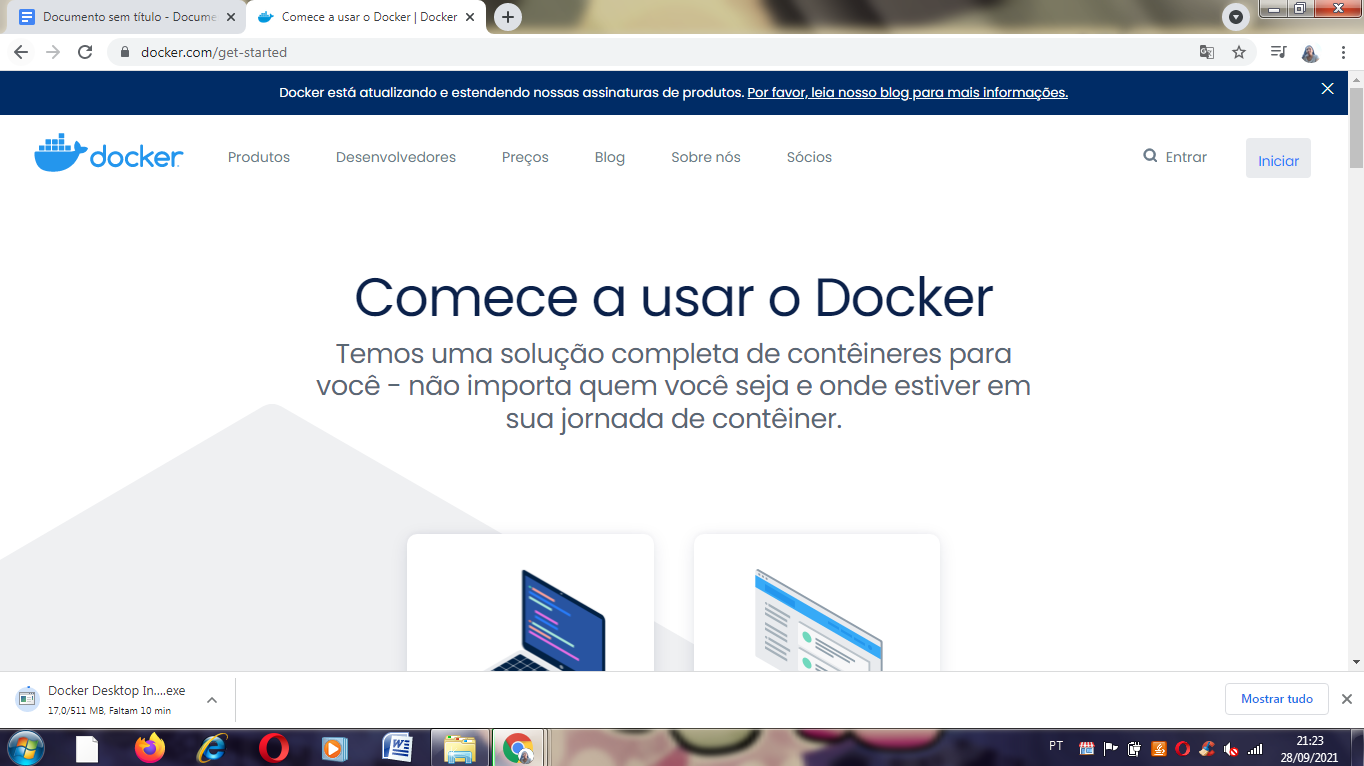 Documento sem título - Docume
Comece a usar o Docker | Docker
docker.com/get-started
Docker está atualizando e estendendo nossas assinaturas de produtos. Por favor, leia nosso blog para mais informações.
docker
Produtos
Desenvolvedores
Preços
Blog
Sobre nós
Sócios
Entrar
Iniciar
Comece a usar o Docker
Temos uma solução completa de contêineres para
você - não importa quem você seja e onde estiver em
sua jornada de contêiner.
Docker Desktop In....exe
17,0/511 MB, Faltam 10 min
Mostrar tudo
PT
21:23
28/09/2021